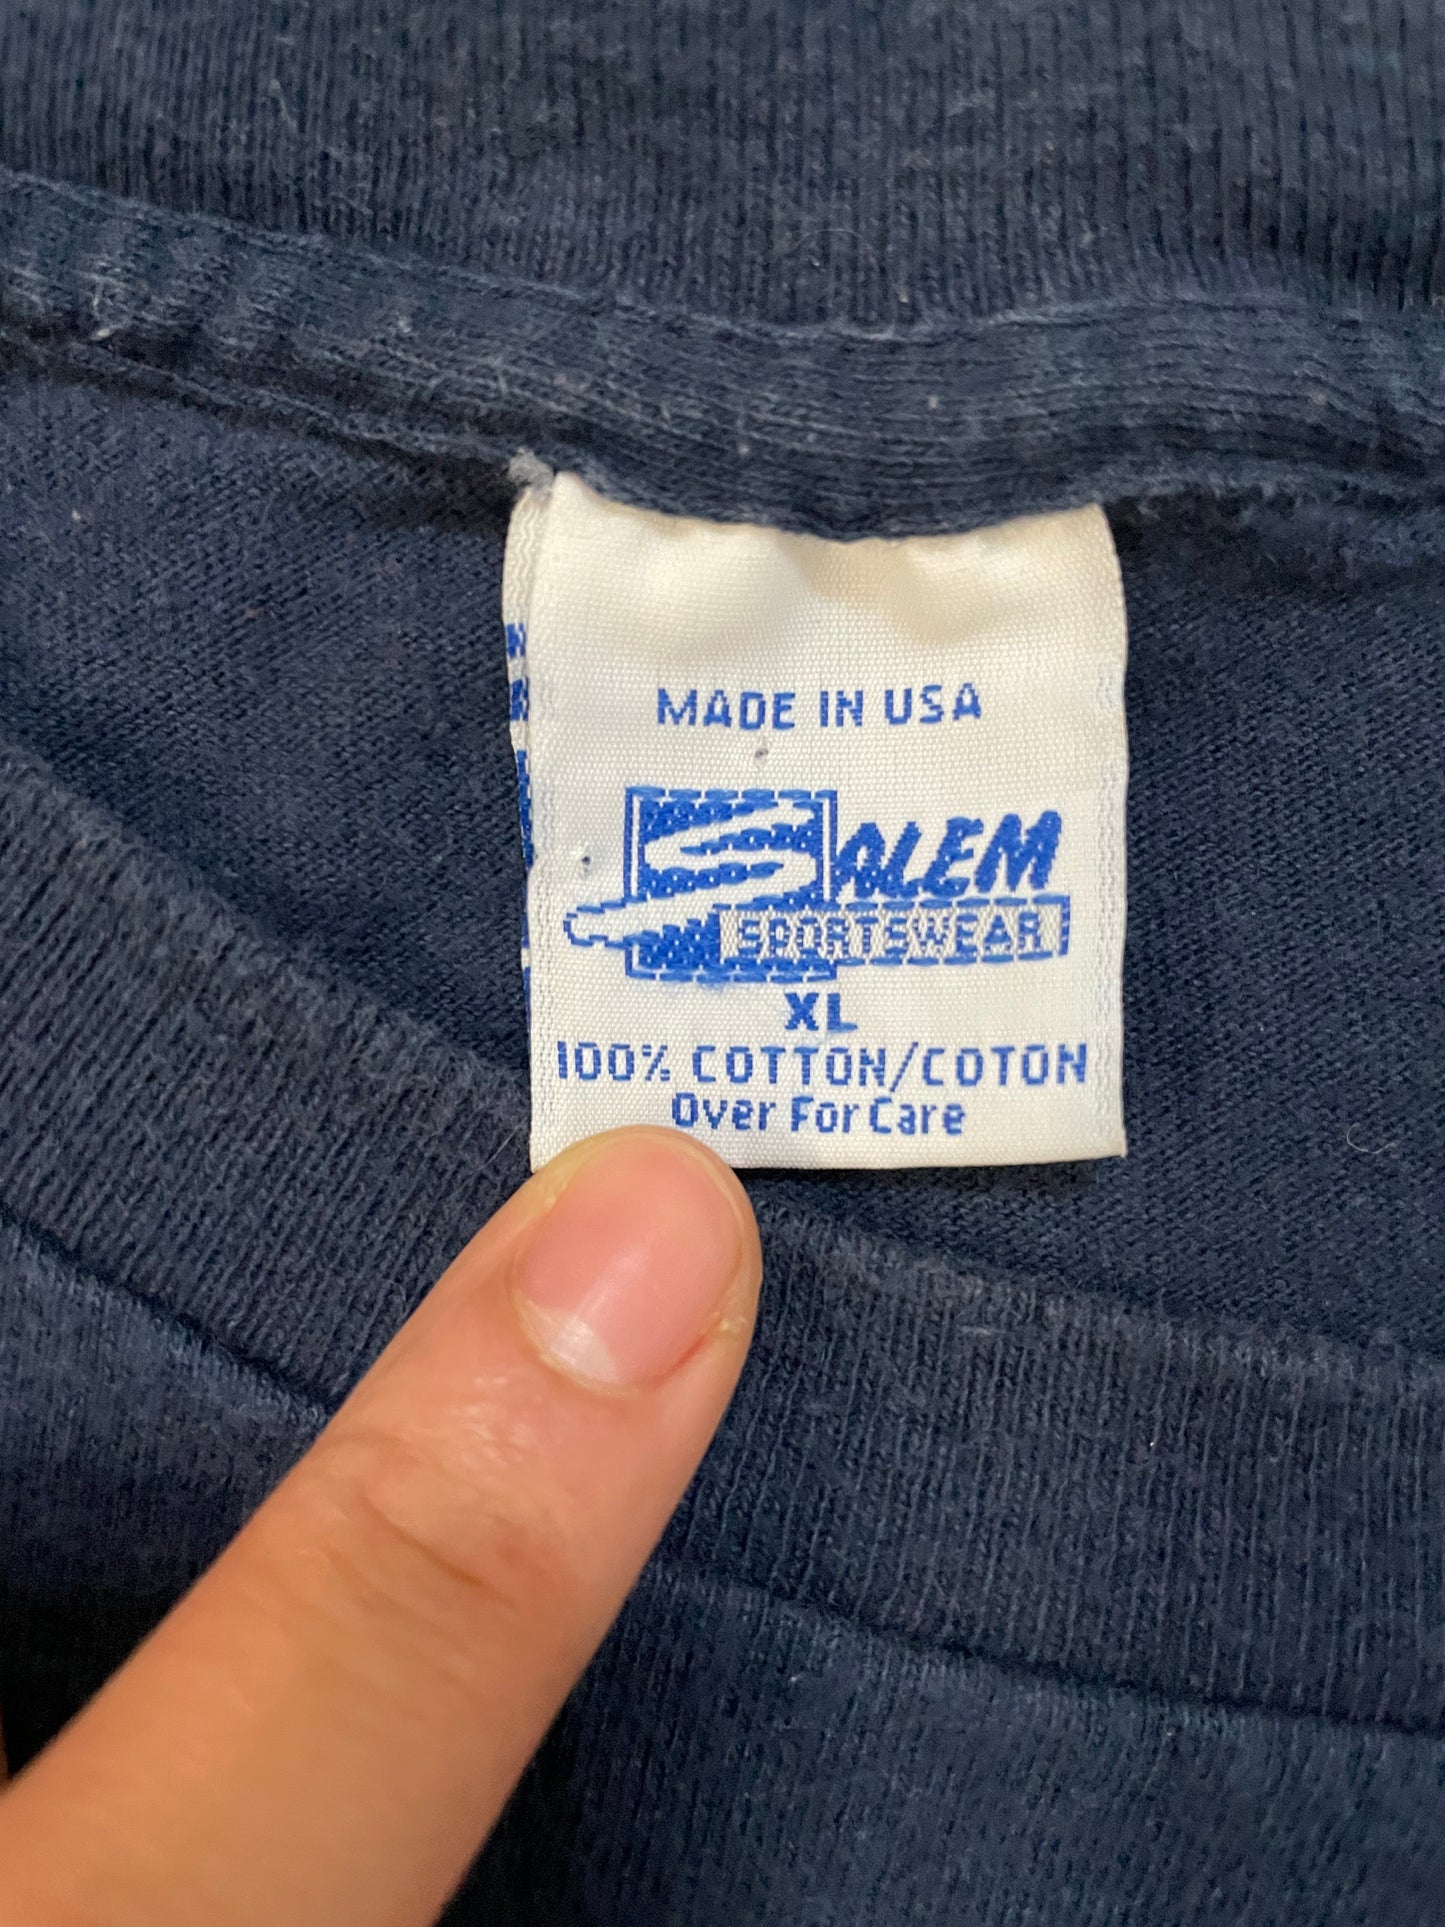 MADE IN USA
SALEM
SPORTSWEAR
XL
100% COTTON/COTON
Over For Care